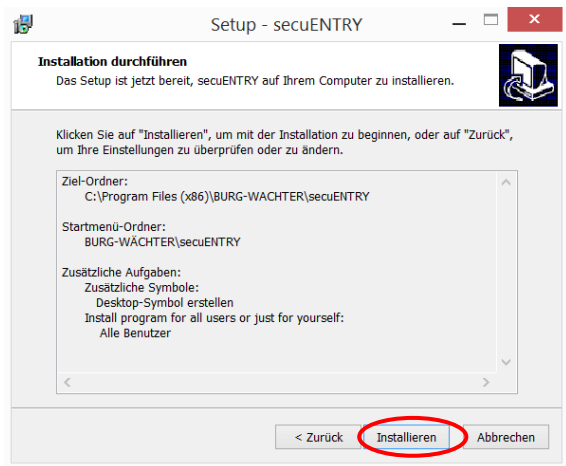 Setup - secuENTRY
Installation durchführen
Das Setup ist jetzt bereit, secuENTRY auf Ihrem Computer zu installieren.
Klicken Sie auf "Installieren", um mit der Installation zu beginnen, oder auf "Zurück",
um Ihre Einstellungen zu überprüfen oder zu ändern.
Ziel-Ordner:
C:\Program Files (x86)\BURG-WACHTER\secuENTRY
Startmenü-Ordner:
BURG-WÄCHTER\secuENTRY
Zusätzliche Aufgaben:
Zusätzliche Symbole:
Desktop-Symbol erstellen
Install program for all users or just for yourself:
Alle Benutzer
< Zurück Installieren Abbrechen